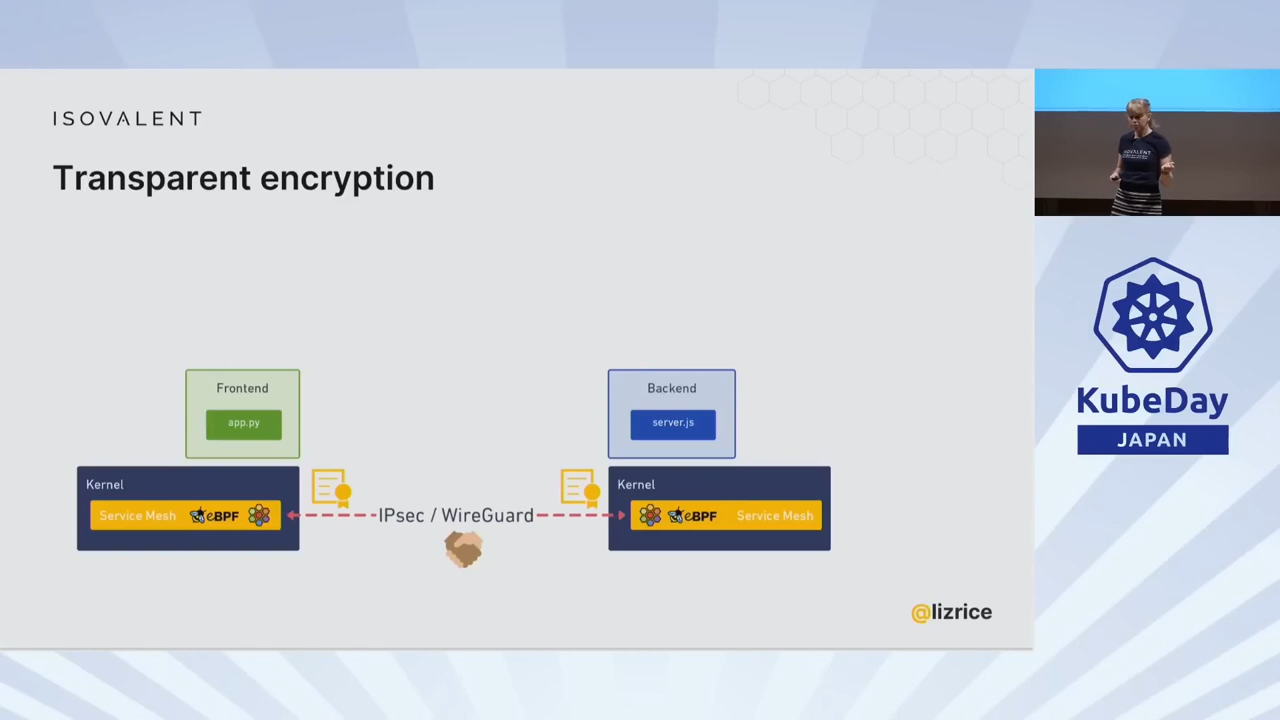 ISOVALENT
Transparent encryption
Frontend
app.py
Backend
server.js
Kernel
Service Mesh eBPF
IPsec / WireGuard
Kernel
eBPF Service Mesh
@lizrice
ISOVALENT
KubeDay
JAPAN